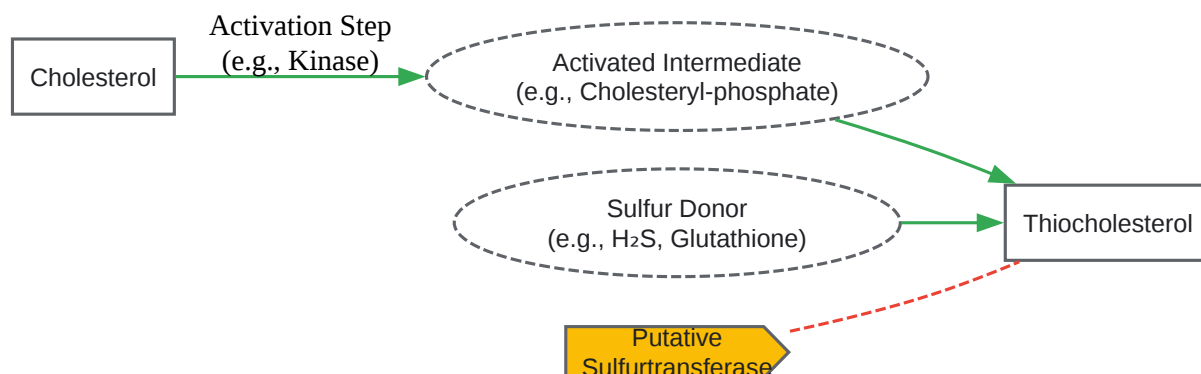 Activation Step
(e.g., Kinase)
Cholesterol
Activated Intermediate
(e.g., Cholesteryl-phosphate)
Sulfur Donor
(e.g., H₂S, Glutathione)
Thiocholesterol
Putative
Sulfurtransferase